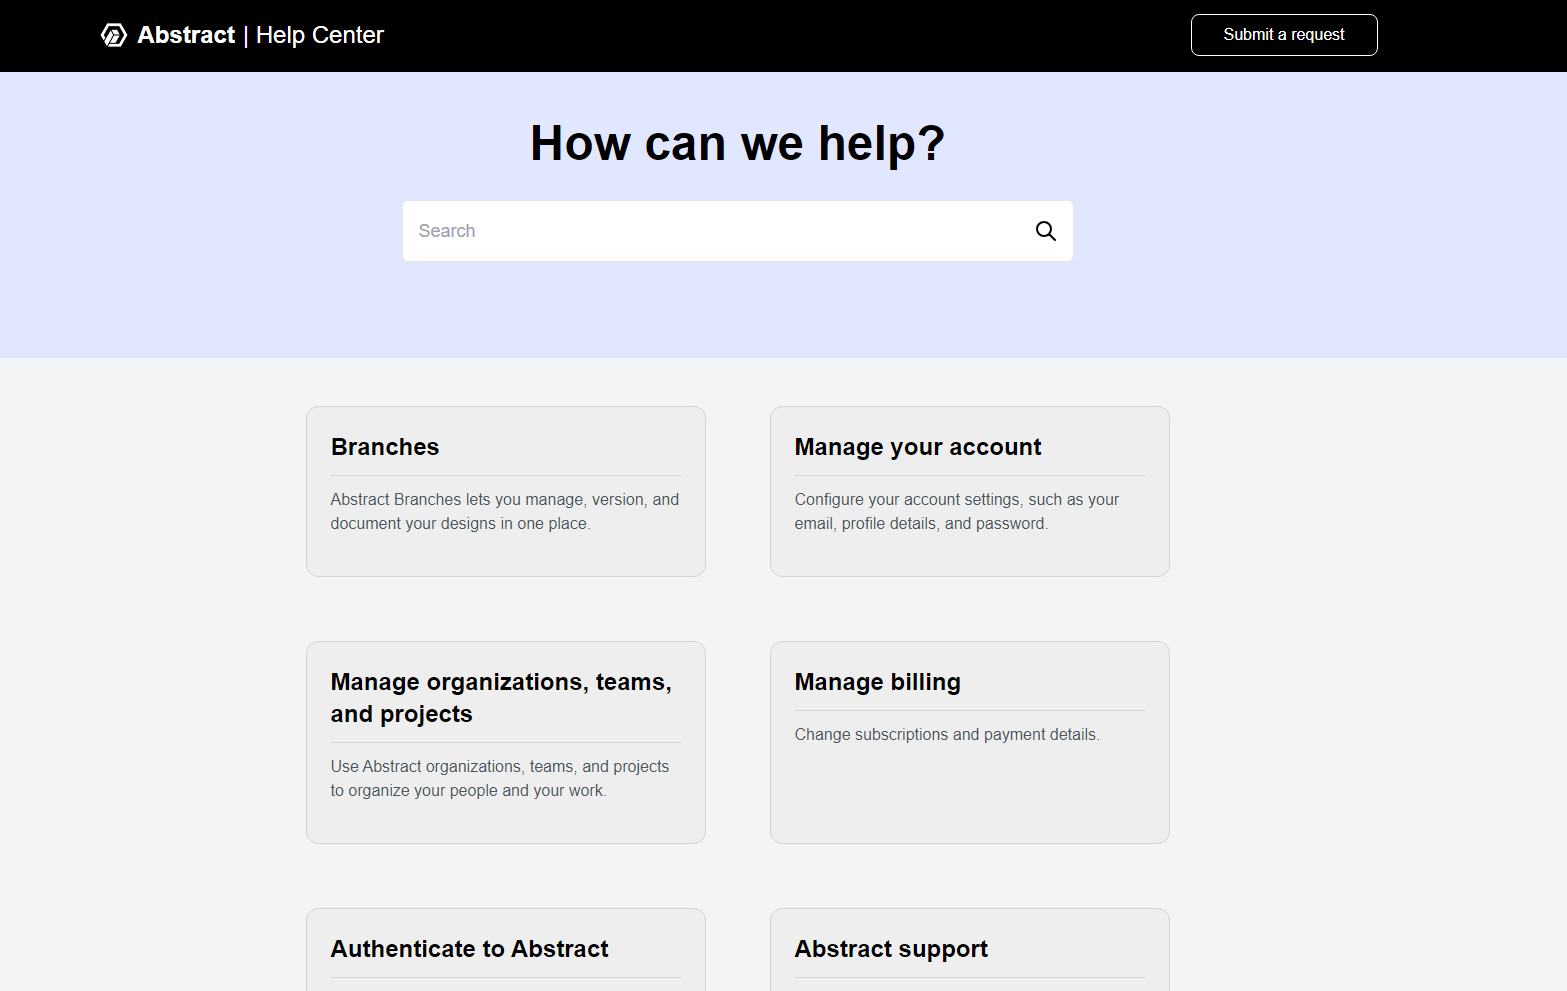 Abstract | Help Center
Submit a request
How can we help?
Search
Branches
Abstract Branches lets you manage, version, and
document your designs in one place.
Manage your account
Configure your account settings, such as your
email, profile details, and password.
Manage organizations, teams,
and projects
Use Abstract organizations, teams, and projects
to organize your people and your work.
Manage billing
Change subscriptions and payment details.
Authenticate to Abstract
Abstract support